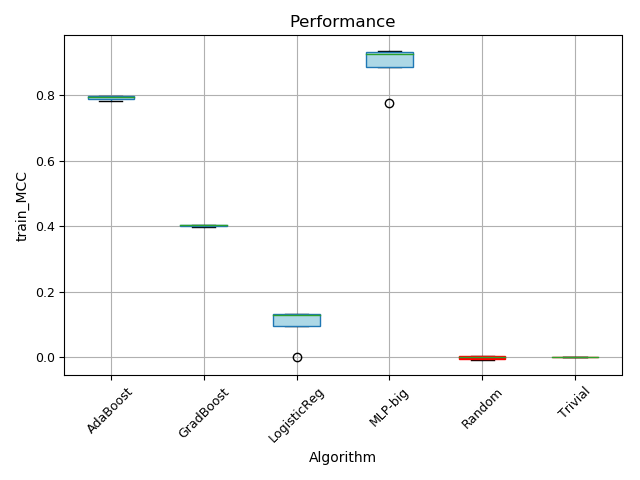 Performance
train_MCC
0.8
0.6
0.4
0.2
0.0
AdaBoost
GradBoost
LogisticReg
MLP-big
Random
Trivial
Algorithm